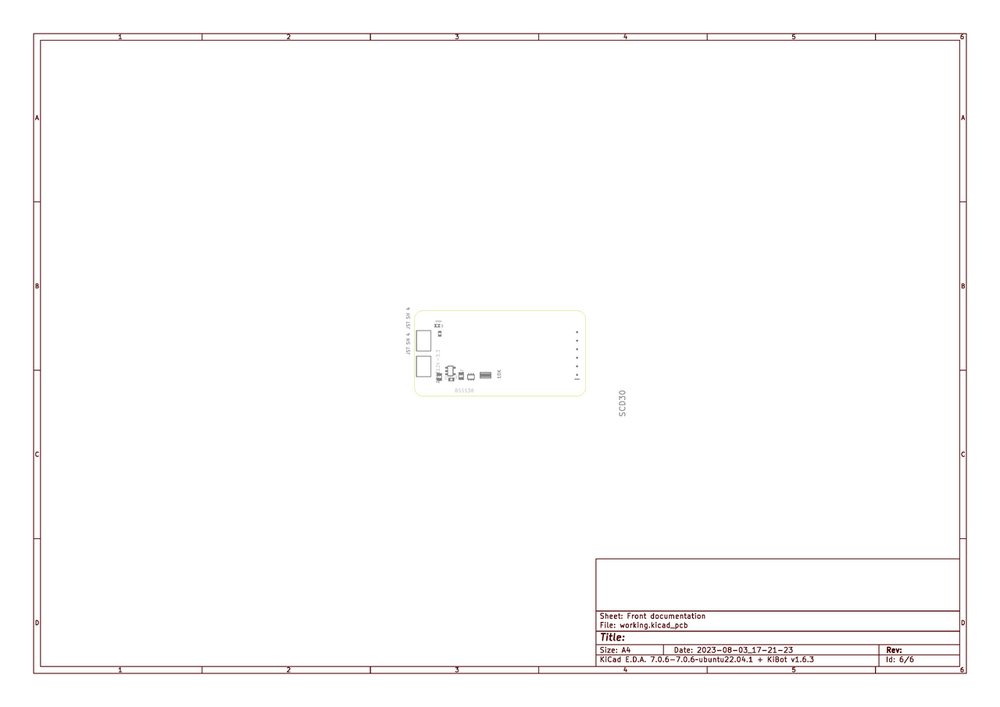 1 2 3 4 5 6
A A
B B
JST SH 4 JST SH 4
10K
BSS138
SCD30
C C
Sheet: Front documentation
File: working.kicad_pcb
D D
Title:
Size: A4 Date: 2023-08-03_17-21-23 Rev:
KiCad E.D.A. 7.0.6-7.0.6-ubuntu22.04.1 + KiBot v1.6.3 Id: 6/6
1 2 3 4 5 6